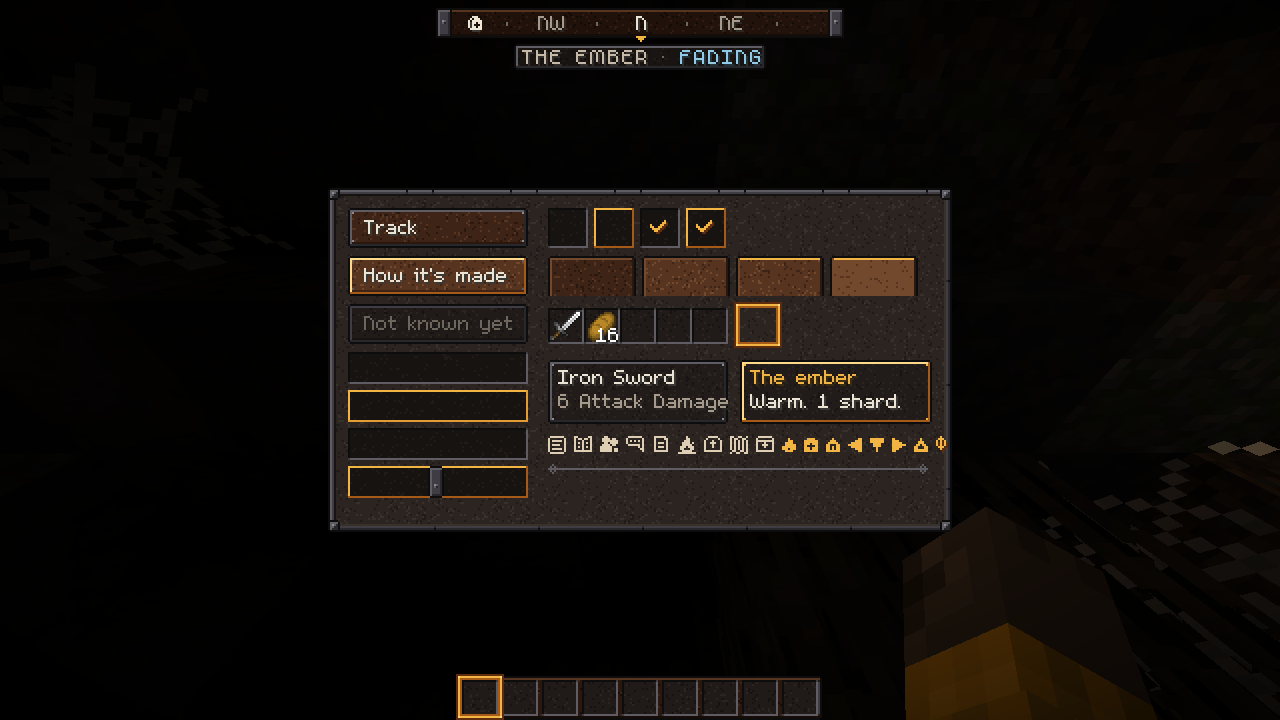 NW · N · NE
THE EMBER · FADING
Track
How it's made
Not known yet
16
Iron Sword
6 Attack Damage
The ember
Warm. 1 shard.